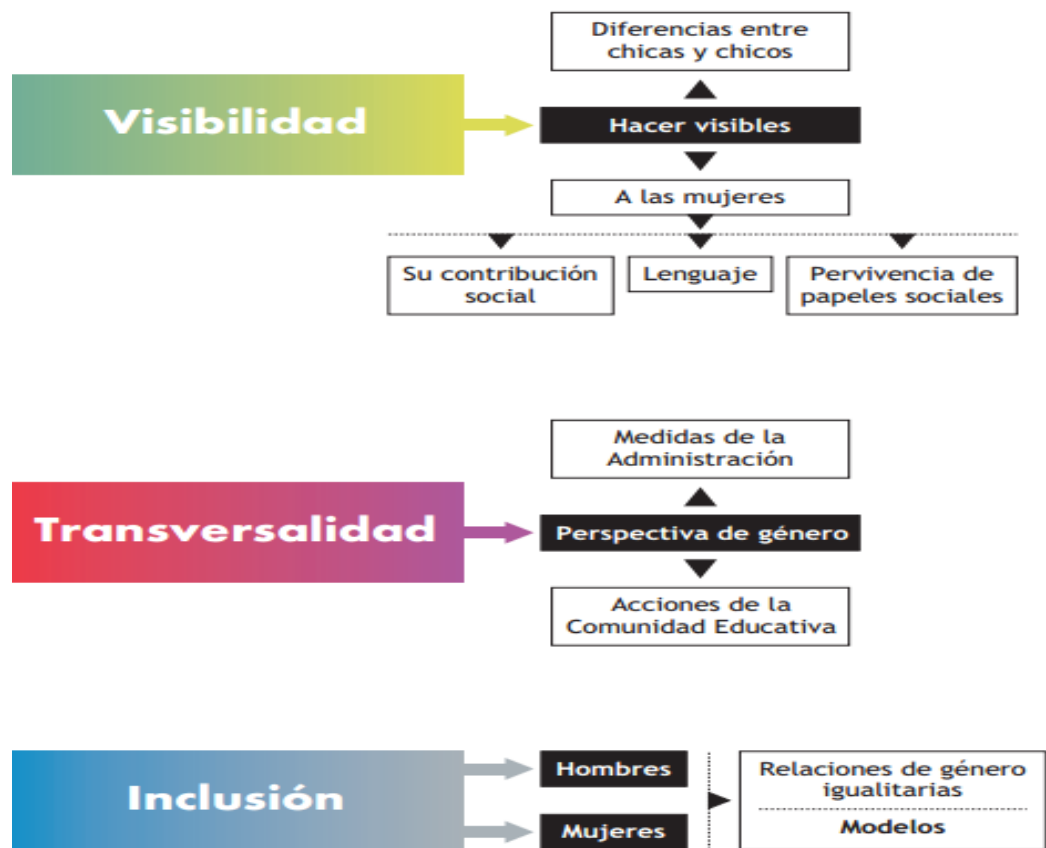 Diferencias entre
chicas y chicos
Visibilidad
Hacer visibles
A las mujeres
Su contribución
social
Lenguaje
Pervivencia de
papeles sociales
Medidas de la
Administración
Transversalidad
Perspectiva de género
Acciones de la
Comunidad Educativa
Inclusión
Hombres
Mujeres
Relaciones de género
igualitarias
Modelos